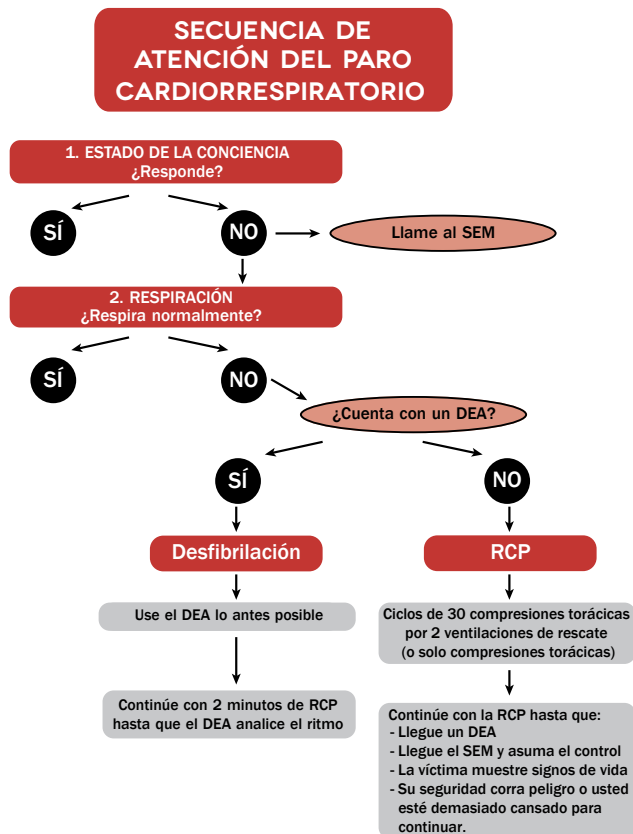 SECUENCIA DE
ATENCIÓN DEL PARO
CARDIORRESPIRATORIO
1. ESTADO DE LA CONCIENCIA
¿Responde?
SÍ
NO
Llame al SEM
2. RESPIRACIÓN
¿Respira normalmente?
SÍ
NO
¿Cuenta con un DEA?
SÍ
NO
Desfibrilación
RCP
Use el DEA lo antes posible
Ciclos de 30 compresiones torácicas
por 2 ventilaciones de rescate
(o solo compresiones torácicas)
Continúe con 2 minutos de RCP
hasta que el DEA analice el ritmo
Continúe con la RCP hasta que:
- Llegue un DEA
- Llegue el SEM y asuma el control
- La víctima muestre signos de vida
- Su seguridad corra peligro o usted
esté demasiado cansado para
continuar.